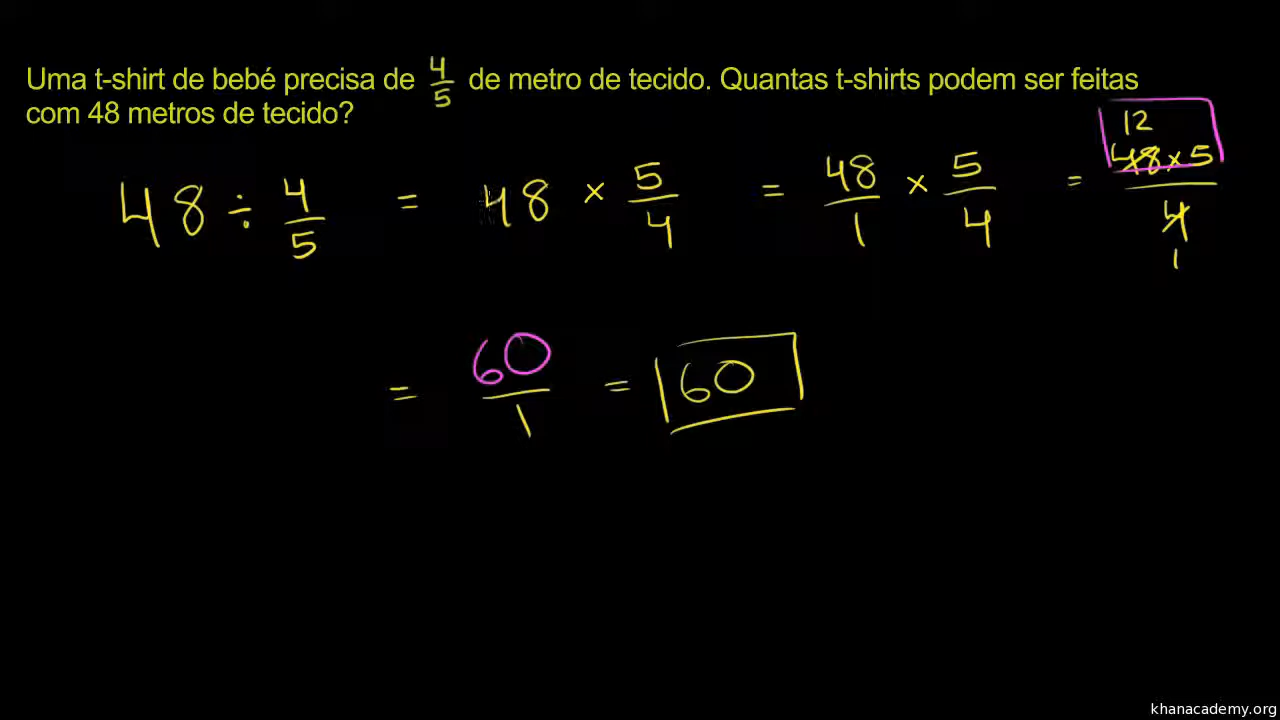 Uma t-shirt de bebé precisa de 4/5 de metro de tecido. Quantas t-shirts podem ser feitas
com 48 metros de tecido?
48 ÷ 4/5 = 48 × 5/4 = 48/1 × 5/4 = 12 48×5/4 1
= 60/1 = 60
khanacademy.org